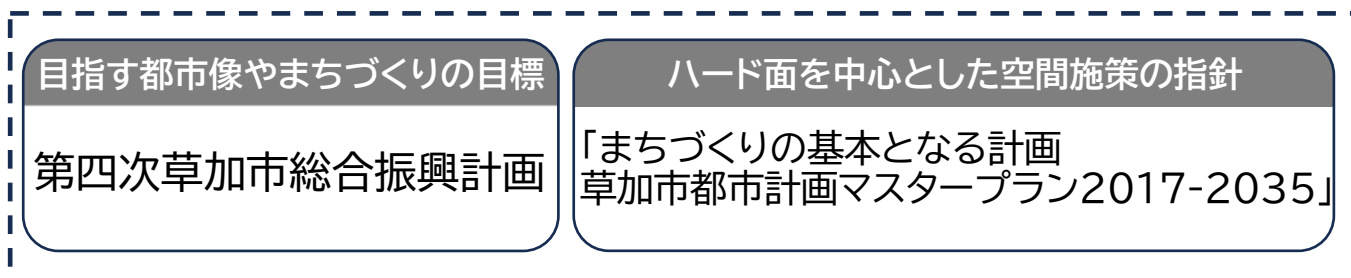 目指す都市像やまちづくりの目標
第四次草加市総合振興計画
ハード面を中心とした空間施策の指針
「まちづくりの基本となる計画
草加市都市計画マスタープラン2017-2035」